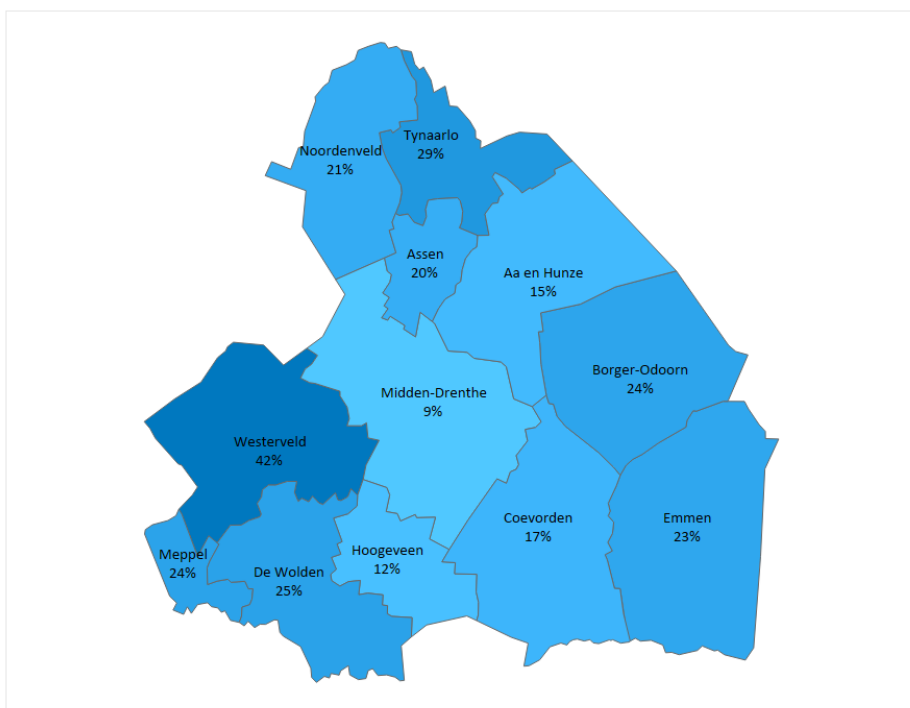 Tynaarlo
29%
Noordenveld
21%
Assen
20%
Aa en Hunze
15%
Borger-Odoorn
24%
Midden-Drenthe
9%
Westerveld
42%
Coevorden
17%
Emmen
23%
Hoogeveen
12%
Meppel
24%
De Wolden
25%